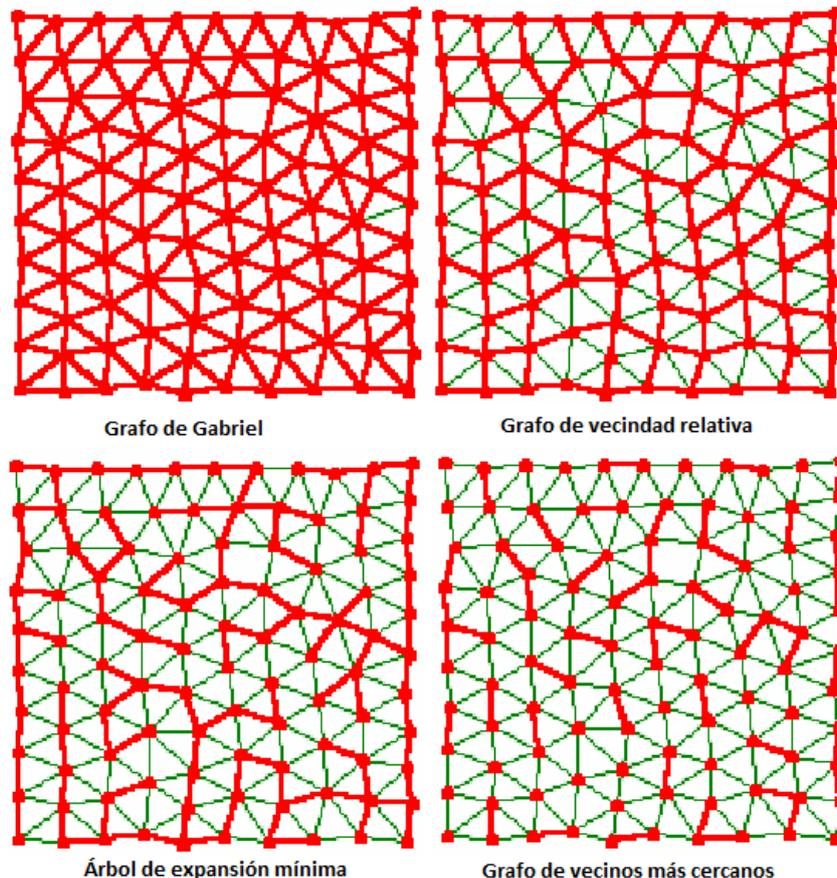 Grafo de Gabriel
Grafo de vecindad relativa
Árbol de expansión mínima
Grafo de vecinos más cercanos